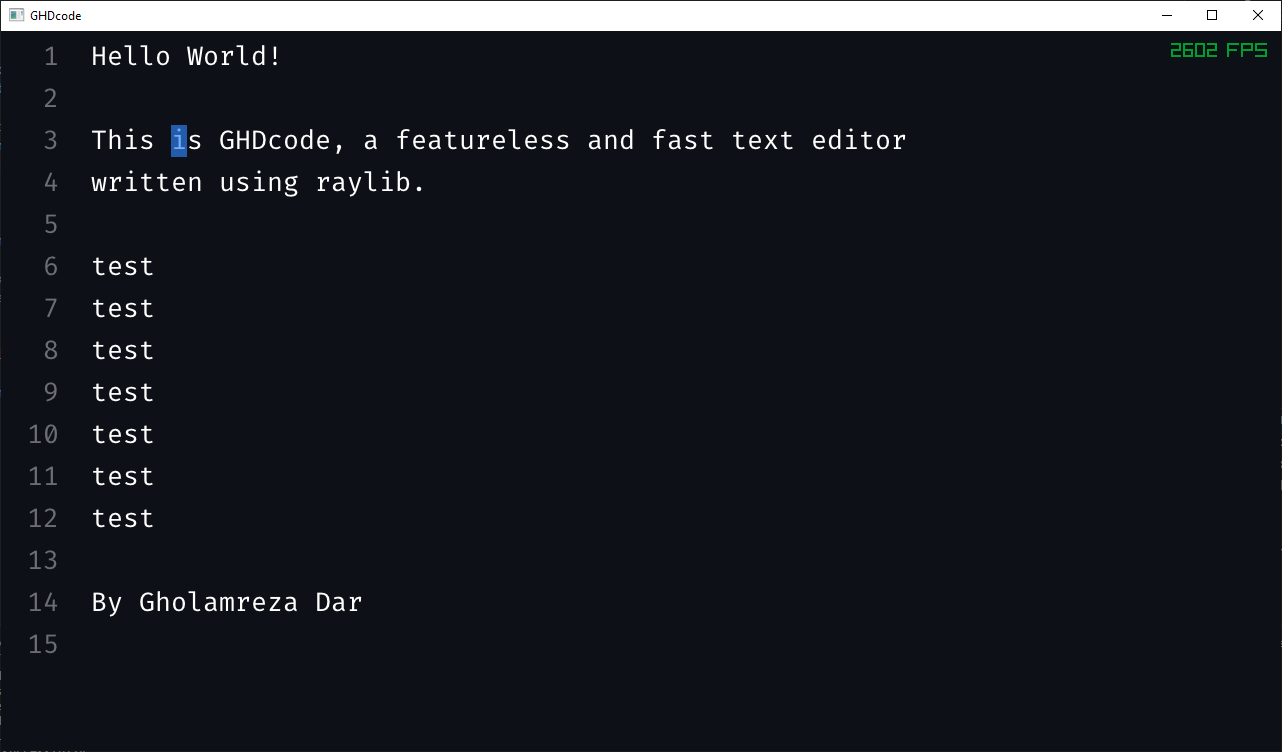 GHDcode
2602 FPS
1 Hello World!
2
3 This is GHDcode, a featureless and fast text editor
4 written using raylib.
5
6 test
7 test
8 test
9 test
10 test
11 test
12 test
13
14 By Gholamreza Dar
15